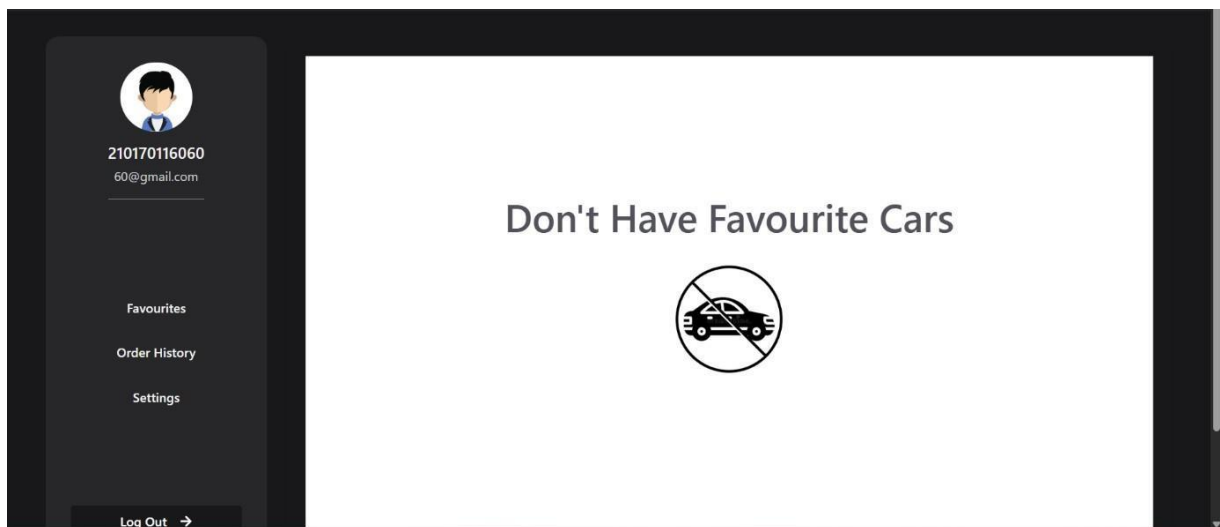 210170116060
60@gmail.com
Favourites
Order History
Settings
Log Out
Don't Have Favourite Cars